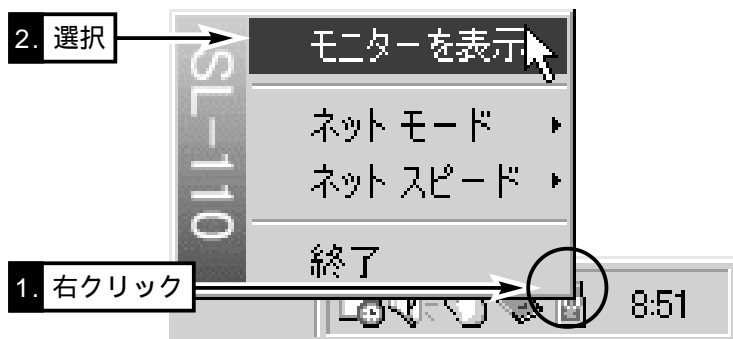 2. 選択
SL-110
モニターを表示
ネット モード
ネット スピード
終了
1. 右クリック
8:51